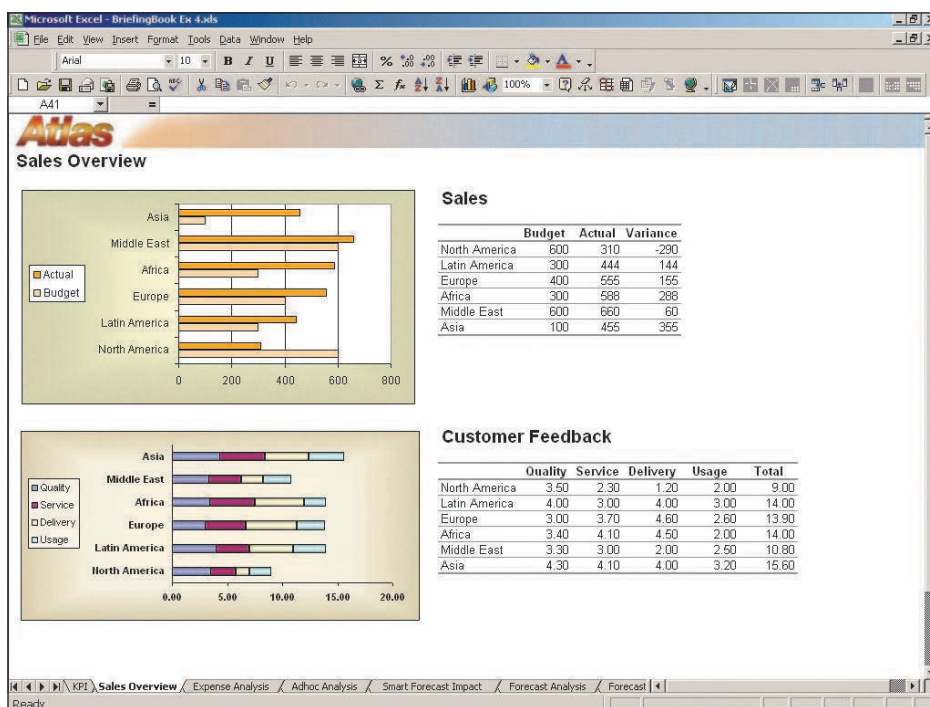 Microsoft Excel - BriefingBook Ex 4.xls
File Edit View Insert Format Tools Data Window Help
Arial 10 B I U %
100%
A41 =
Atlas
Sales Overview
Asia
Middle East
Africa
Europe
Latin America
North America
Actual
Budget
0 200 400 600 800
Sales
Budget Actual Variance
North America 600 310 -290
Latin America 300 444 144
Europe 400 555 155
Africa 300 588 288
Middle East 600 660 60
Asia 100 455 355
Asia
Middle East
Africa
Europe
Latin America
North America
Quality
Service
Delivery
Usage
0.00 5.00 10.00 15.00 20.00
Customer Feedback
Quality Service Delivery Usage Total
North America 3.50 2.30 1.20 2.00 9.00
Latin America 4.00 3.00 4.00 3.00 14.00
Europe 3.00 3.70 4.60 2.60 13.90
Africa 3.40 4.10 4.50 2.00 14.00
Middle East 3.30 3.00 2.00 2.50 10.80
Asia 4.30 4.10 4.00 3.20 15.60
KPI Sales Overview Expense Analysis Adhoc Analysis Smart Forecast Impact Forecast Analysis Forecast
Ready